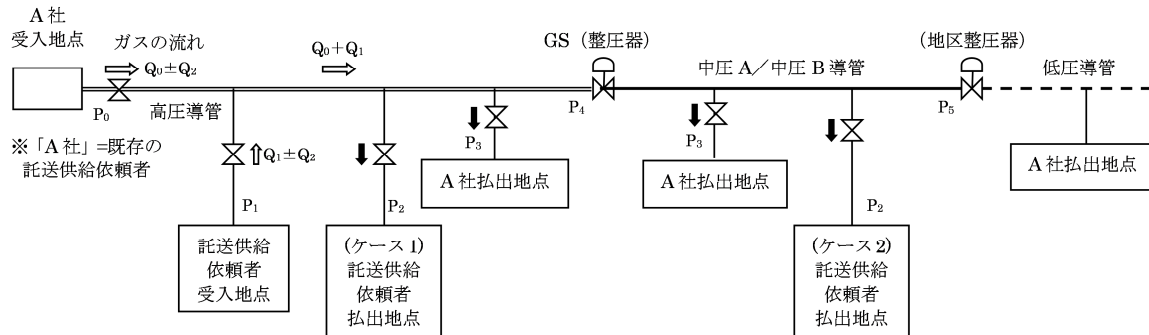 A社
受入地点
ガスの流れ
Q₀±Q₂
Q₀＋Q₁
GS（整圧器）
中圧A／中圧B導管
（地区整圧器）
低圧導管
P₀
高圧導管
P₄
P₅
※「A社」=既存の
託送供給依頼者
Q₁±Q₂
P₃
P₃
A社払出地点
A社払出地点
A社払出地点
P₁
P₂
P₂
託送供給
依頼者
受入地点
(ケース1)
託送供給
依頼者
払出地点
(ケース2)
託送供給
依頼者
払出地点